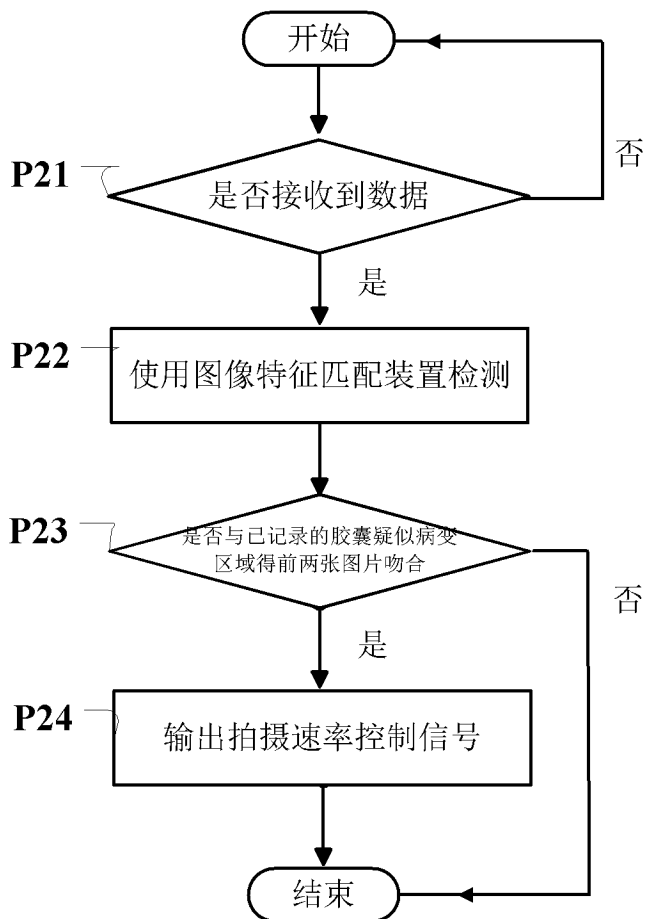 开始
否
P21
是否接收到数据
是
P22
使用图像特征匹配装置检测
P23
是否与己记录的胶囊疑似病变
区域得前两张图片吻合
否
是
P24
输出拍摄速率控制信号
结束